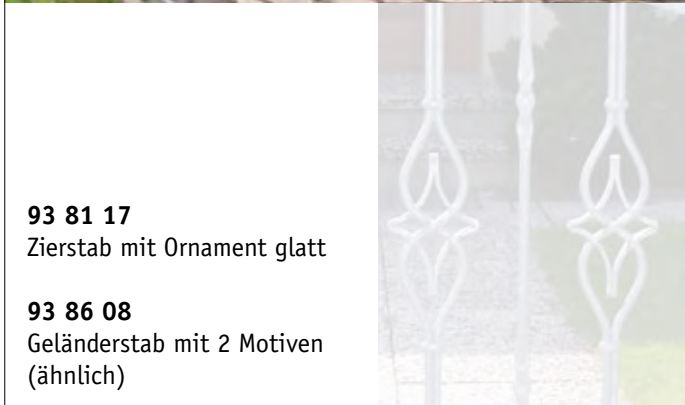 93 81 17
Zierstab mit Ornament glatt
93 86 08
Geländerstab mit 2 Motiven
(ähnlich)